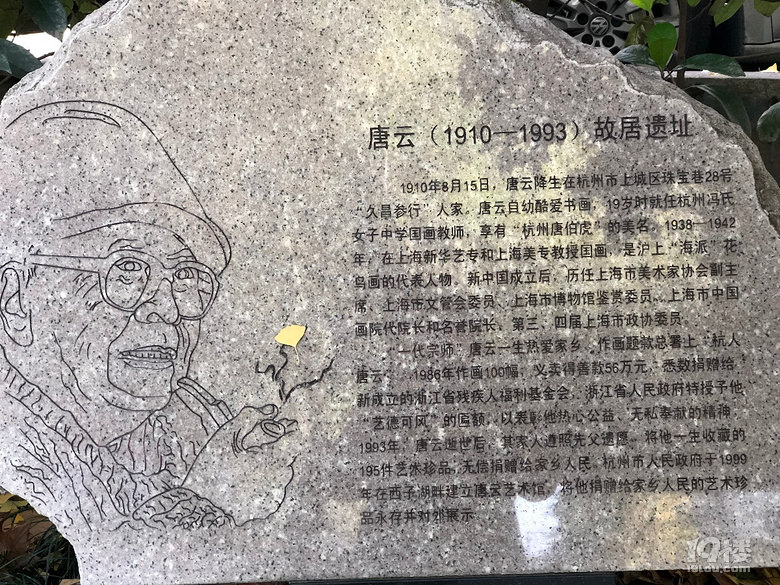 唐云（1910—1993）故居遗址
1910年8月15日，唐云降生在杭州市上城区珠宝巷28号
“久昌参行”人家。唐云自幼酷爱书画，19岁时就任杭州冯氏
女子中学国画教师，享有“杭州唐伯虎”的美名，1938—1942
年，在上海新华艺专和上海美专教授国画，是沪上“海派”花
鸟画的代表人物。新中国成立后，历任上海市美术家协会副主
席、上海市文管会委员、上海市博物馆鉴赏委员、上海市中国
画院代院长和名誉院长，第三、四届上海市政协委员。
一代宗师，唐云一生热爱家乡，作画题款总署上“杭人
唐云”。1986年作画100幅，义卖得善款56万元，悉数捐赠给
新成立的浙江省残疾人福利基金会，浙江省人民政府特授予他
“艺德可风”的匾额，以表彰他热心公益、无私奉献的精神。
1993年，唐云逝世后，其家人遵照先父遗愿，将他一生收藏的
195件艺术珍品，无偿捐赠给家乡人民。杭州市人民政府于1999
年在西子湖畔建立唐云艺术馆，将他捐赠给家乡人民的艺术珍
品永存并对外展示
19楼
19lou.com